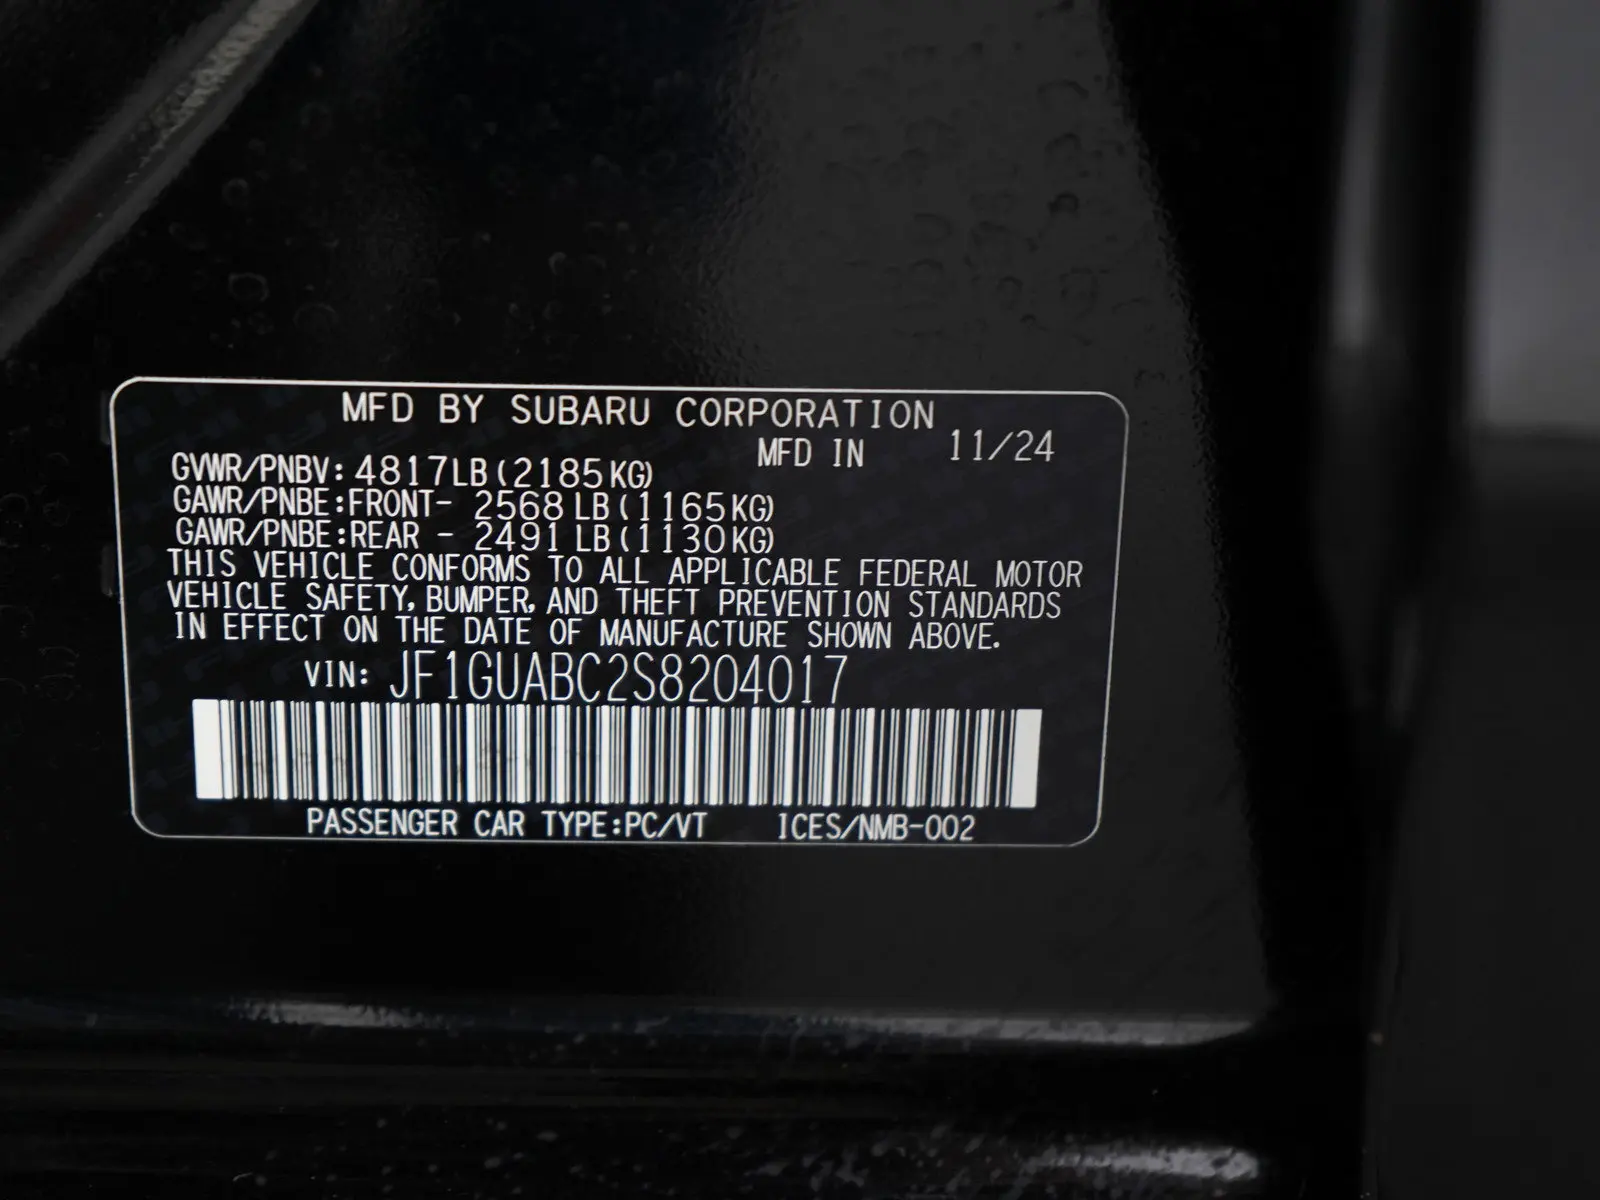 MFD BY SUBARU CORPORATION
MFD IN 11/24
GVWR/PNBV: 4817LB(2185KG)
GAWR/PNBE:FRONT- 2568LB(1165KG)
GAWR/PNBE:REAR - 2491LB(1130KG)
THIS VEHICLE CONFORMS TO ALL APPLICABLE FEDERAL MOTOR
VEHICLE SAFETY, BUMPER, AND THEFT PREVENTION STANDARDS
IN EFFECT ON THE DATE OF MANUFACTURE SHOWN ABOVE.
VIN: JF1GUABC2S8204017
PASSENGER CAR TYPE:PC/VT ICES/NMB-002